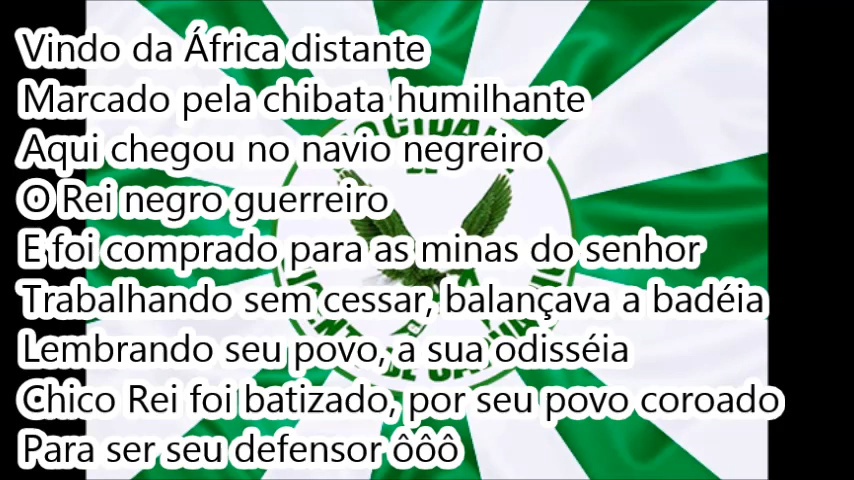 Vindo da África distante
Marcado pela chibata humilhante
Aqui chegou no navio negreiro
O Rei negro guerreiro
E foi comprado para as minas do senhor
Trabalhando sem cessar, balançava a badéia
Lembrando seu povo, a sua odisséia
Chico Rei foi batizado, por seu povo coroado
Para ser seu defensor ôôô